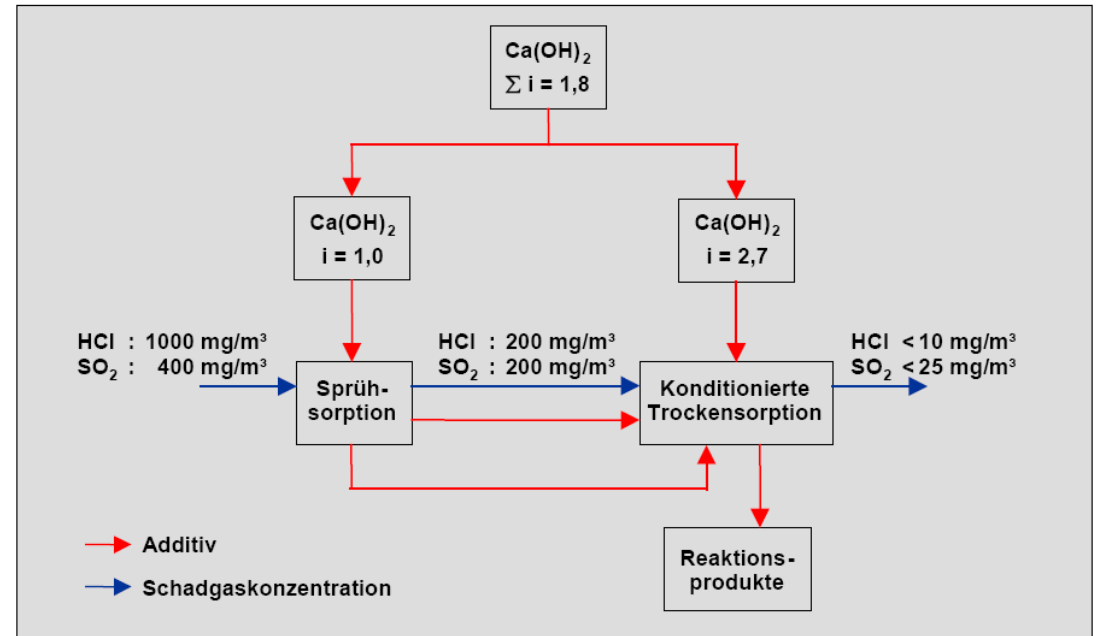 Ca(OH)₂
Σ i = 1,8
Ca(OH)₂
i = 1,0
Ca(OH)₂
i = 2,7
HCl : 1000 mg/m³
SO₂ : 400 mg/m³
HCl : 200 mg/m³
SO₂ : 200 mg/m³
HCl < 10 mg/m³
SO₂ < 25 mg/m³
Sprüh-
sorption
Konditionierte
Trockensorption
Additiv
Schadgaskonzentration
Reaktions-
produkte